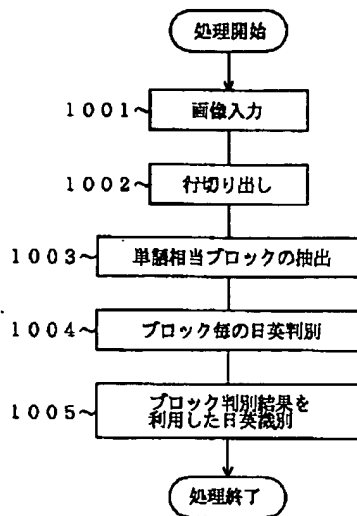 処理開始
1001～ 画像入力
1002～ 行切り出し
1003～ 単語相当ブロックの抽出
1004～ ブロック毎の日英判別
1005～ ブロック判別結果を
利用した日英識別
処理終了